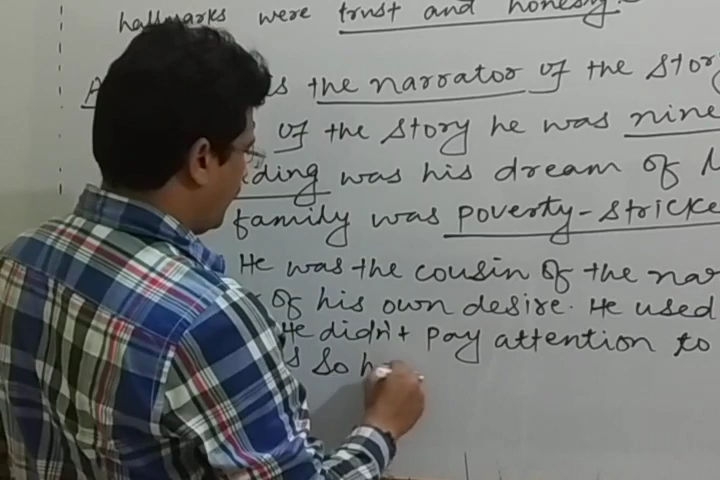 hallmarks were trust and honesty.
A s the narrator of the story
of the story he was nine
ding was his dream of
family was poverty-stricke
He was the cousin of the nar
of his own desire. He used
He didn't pay attention to
s so h